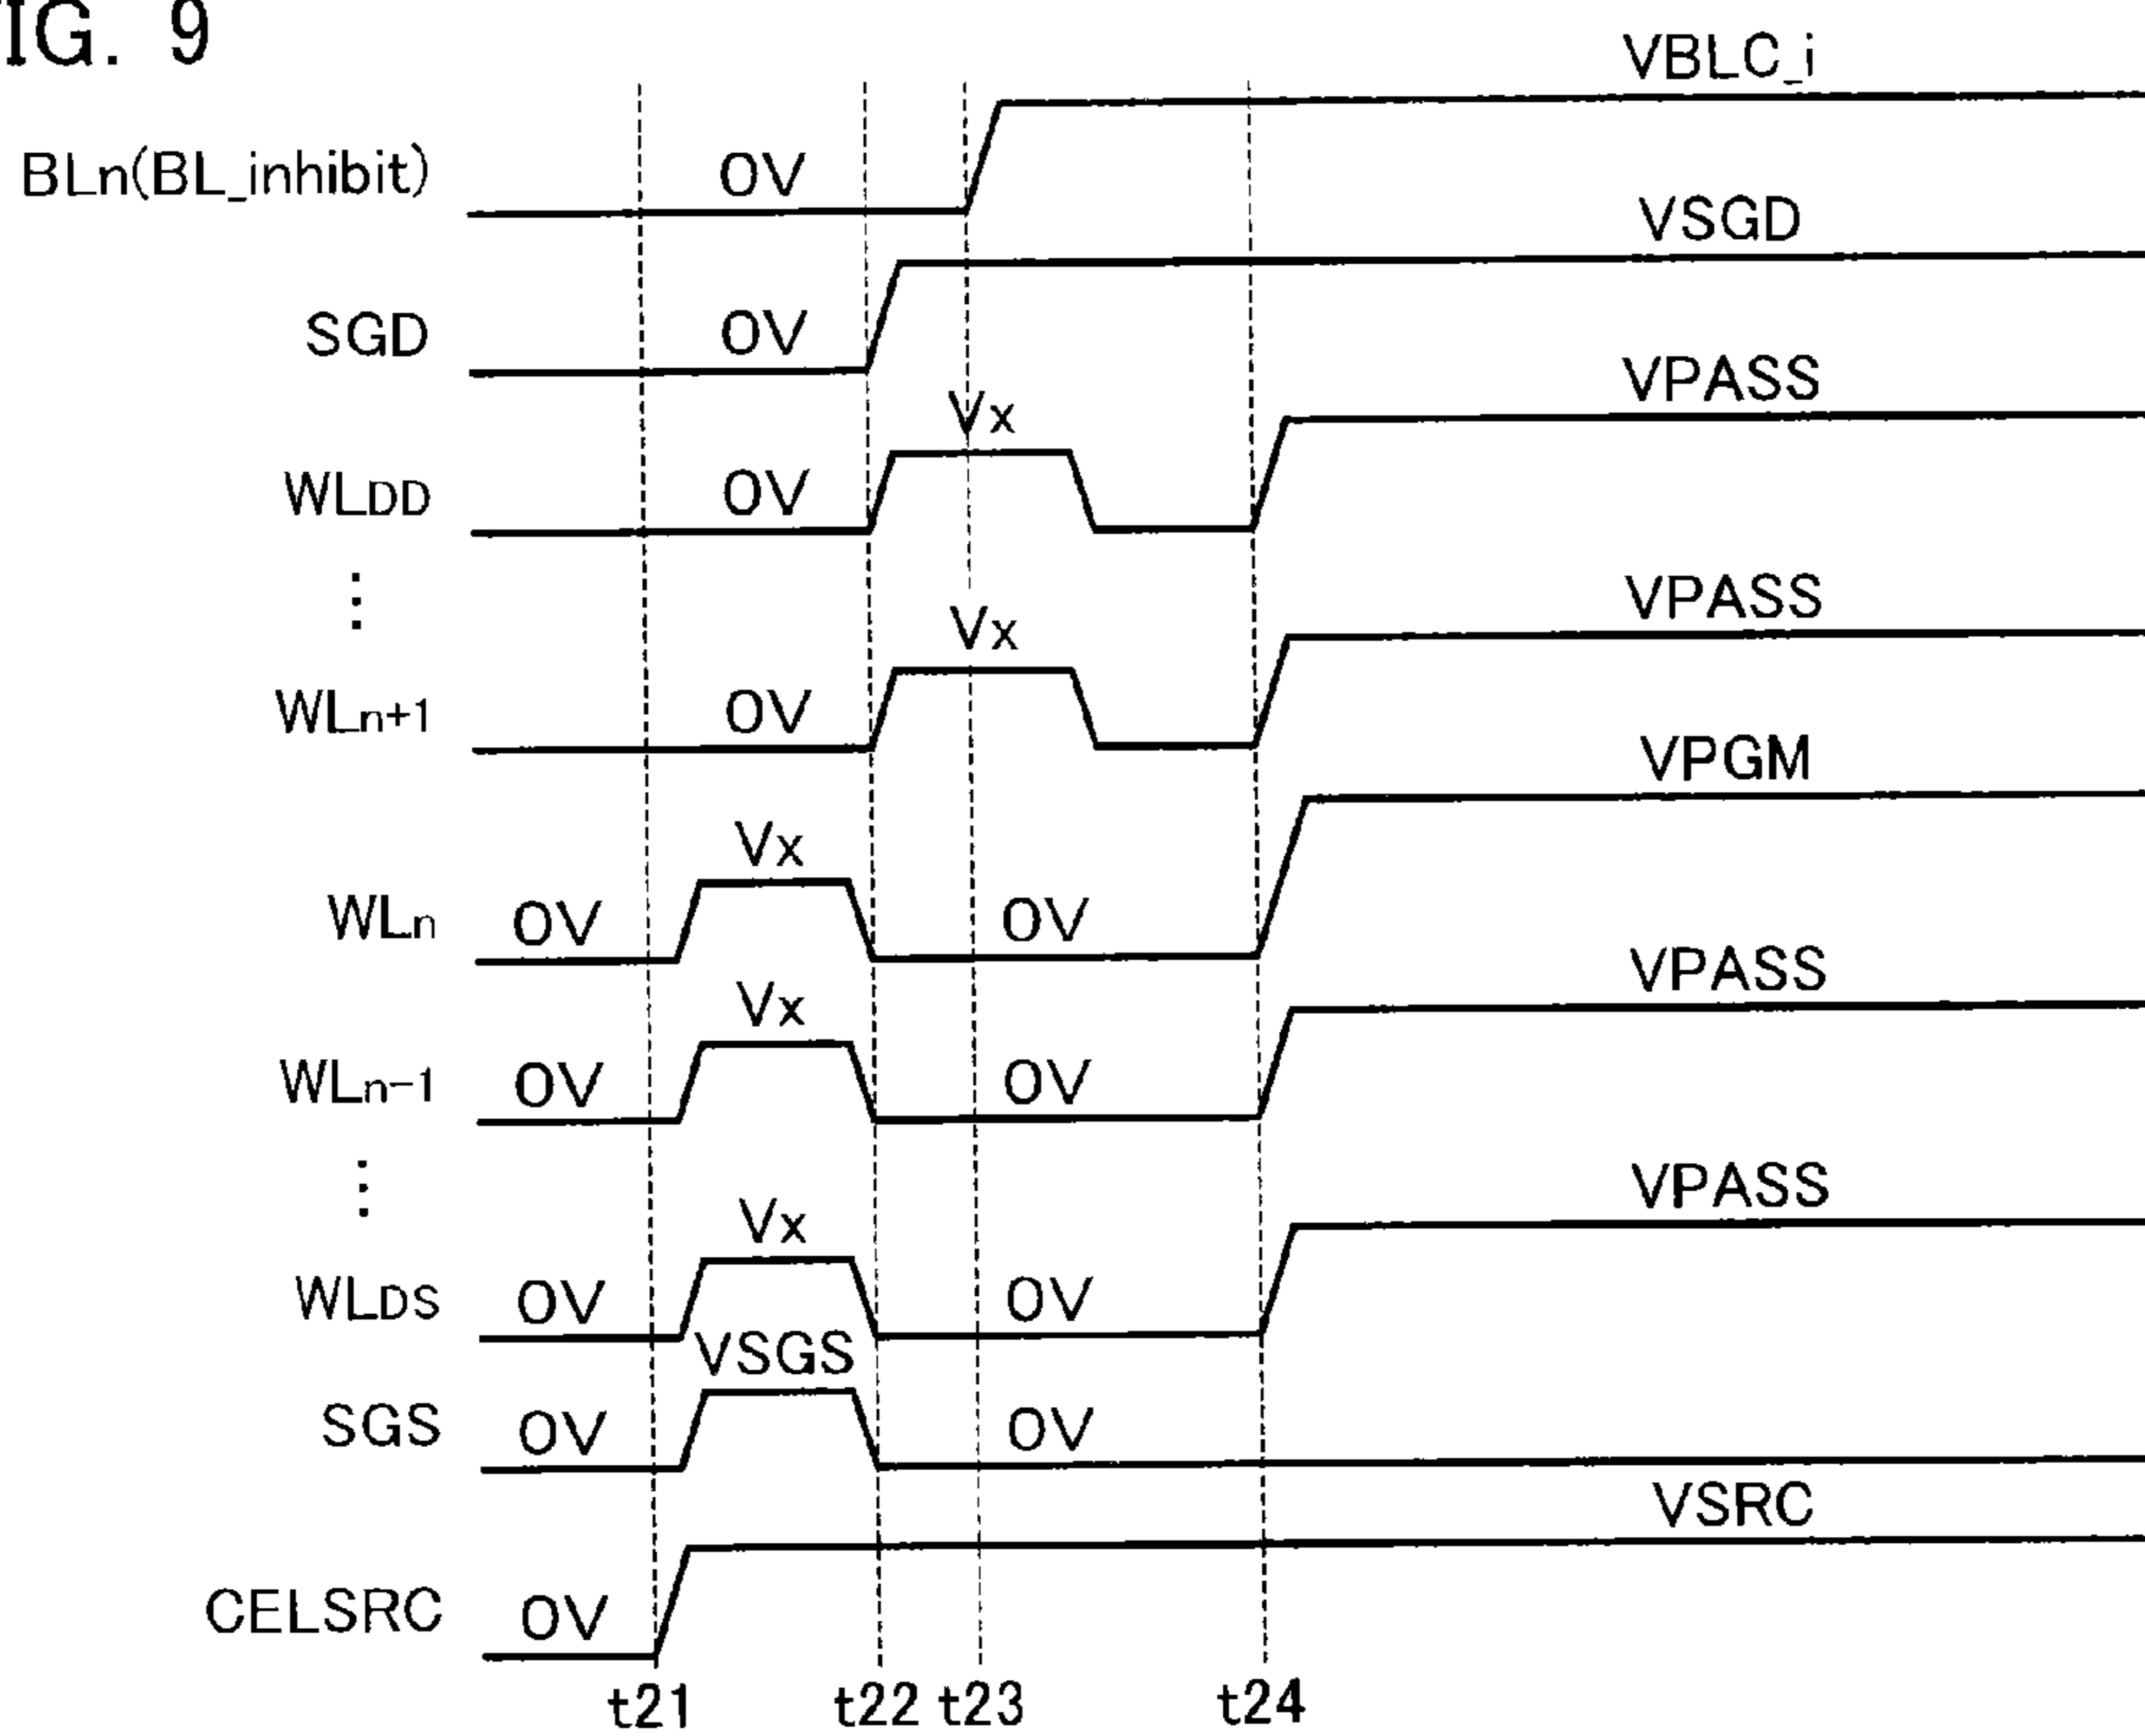 IG. 9
VBLC_i
BLn(BL_inhibit) 0V
VSGD
SGD 0V
VPASS
Vx
WLDD 0V
⋮
VPASS
Vx
WLn+1 0V
VPGM
Vx
WLn 0V 0V
VPASS
Vx
WLn-1 0V 0V
⋮
VPASS
Vx
WLDS 0V 0V
VSGS
SGS 0V 0V
VSRC
CELSRC 0V
t21 t22 t23 t24